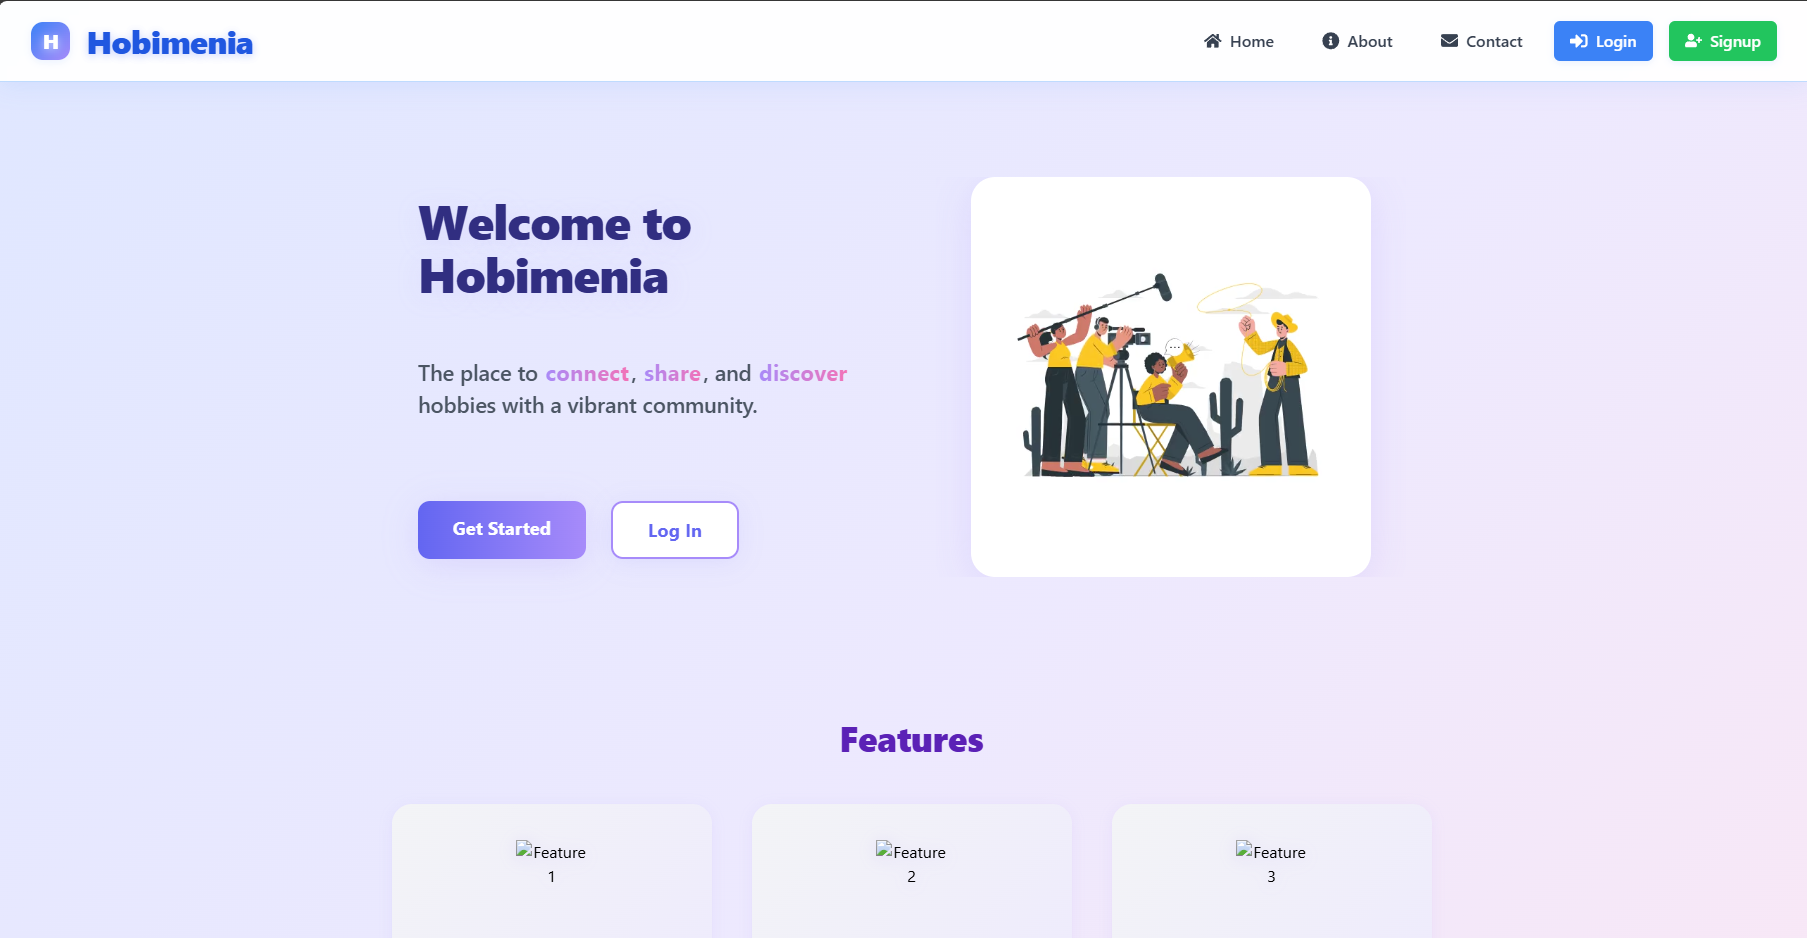 H Hobimenia
Home About Contact Login Signup
Welcome to
Hobimenia
The place to connect, share, and discover
hobbies with a vibrant community.
Get Started Log In
Features
Feature
1
Feature
2
Feature
3